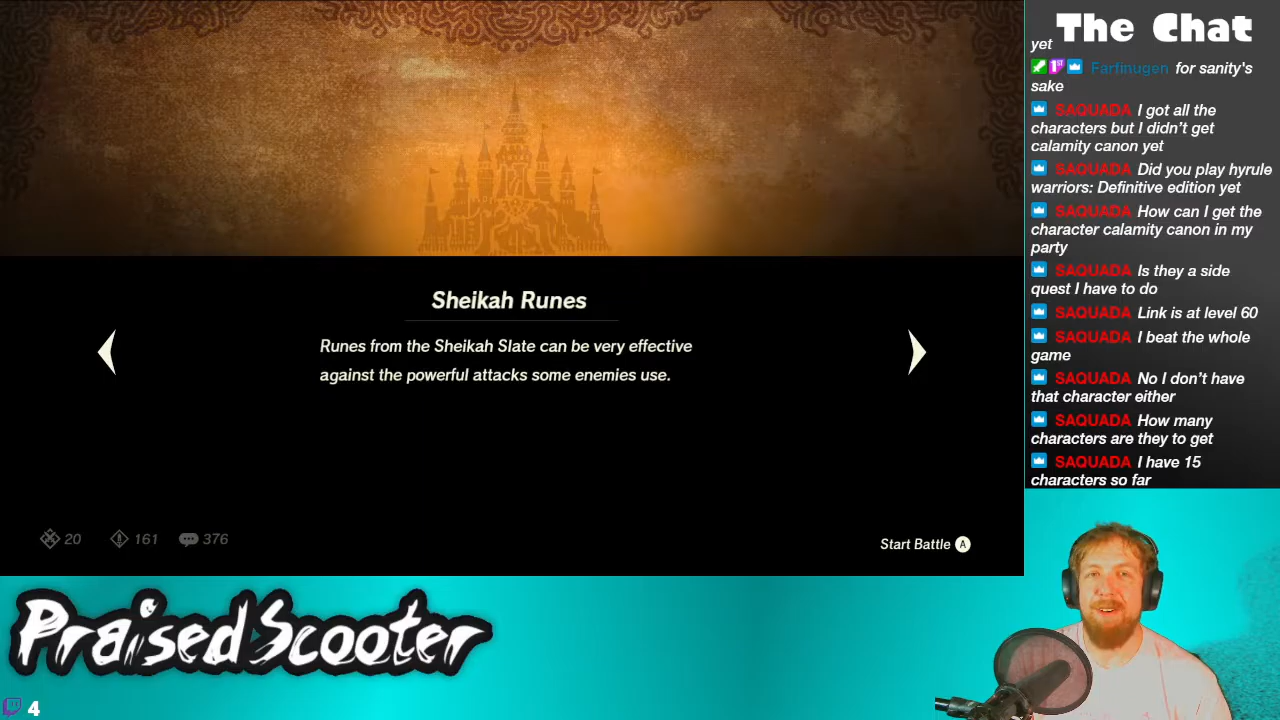 The Chat
yet
Farfinugen for sanity's
sake
SAQUADA I got all the
characters but I didn't get
calamity canon yet
SAQUADA Did you play hyrule
warriors: Definitive edition yet
SAQUADA How can I get the
character calamity canon in my
party
SAQUADA Is they a side
quest I have to do
SAQUADA Link is at level 60
SAQUADA I beat the whole
game
SAQUADA No I don't have
that character either
SAQUADA How many
characters are they to get
SAQUADA I have 15
characters so far
Sheikah Runes
Runes from the Sheikah Slate can be very effective
against the powerful attacks some enemies use.
20 161 376
Start Battle A
PraisedScooter
4